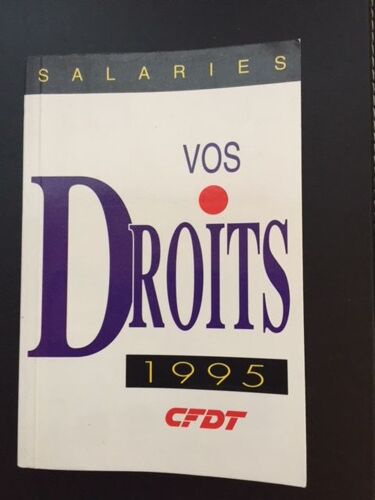 SALARIES
VOS
DROITS
1995
CFDT